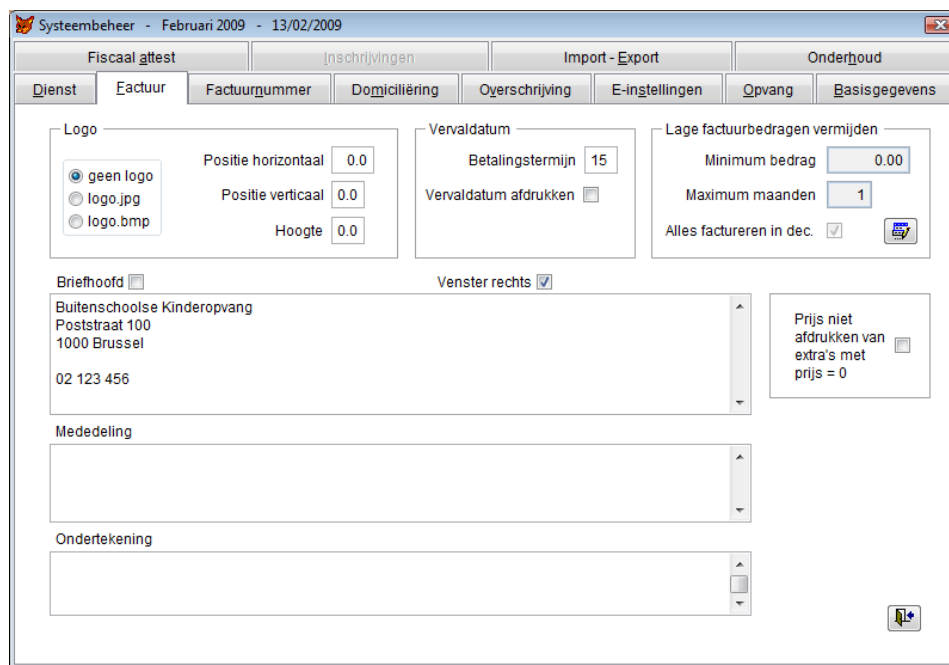 Systeembeheer - Februari 2009 - 13/02/2009
Fiscaal attest
Inschrijvingen
Import - Export
Onderhoud
Dienst
Factuur
Factuurnummer
Domiciliëring
Overschrijving
E-instellingen
Opvang
Basisgegevens
Logo
geen logo
logo.jpg
logo.bmp
Positie horizontaal 0.0
Positie verticaal 0.0
Hoogte 0.0
Vervaldatum
Betalingstermijn 15
Vervaldatum afdrukken
Lage factuurbedragen vermijden
Minimum bedrag 0.00
Maximum maanden 1
Alles factureren in dec.
Briefhoofd
Venster rechts
Buitenschoolse Kinderopvang
Poststraat 100
1000 Brussel
02 123 456
Prijs niet
afdrukken van
extra's met
prijs = 0
Mededeling
Ondertekening